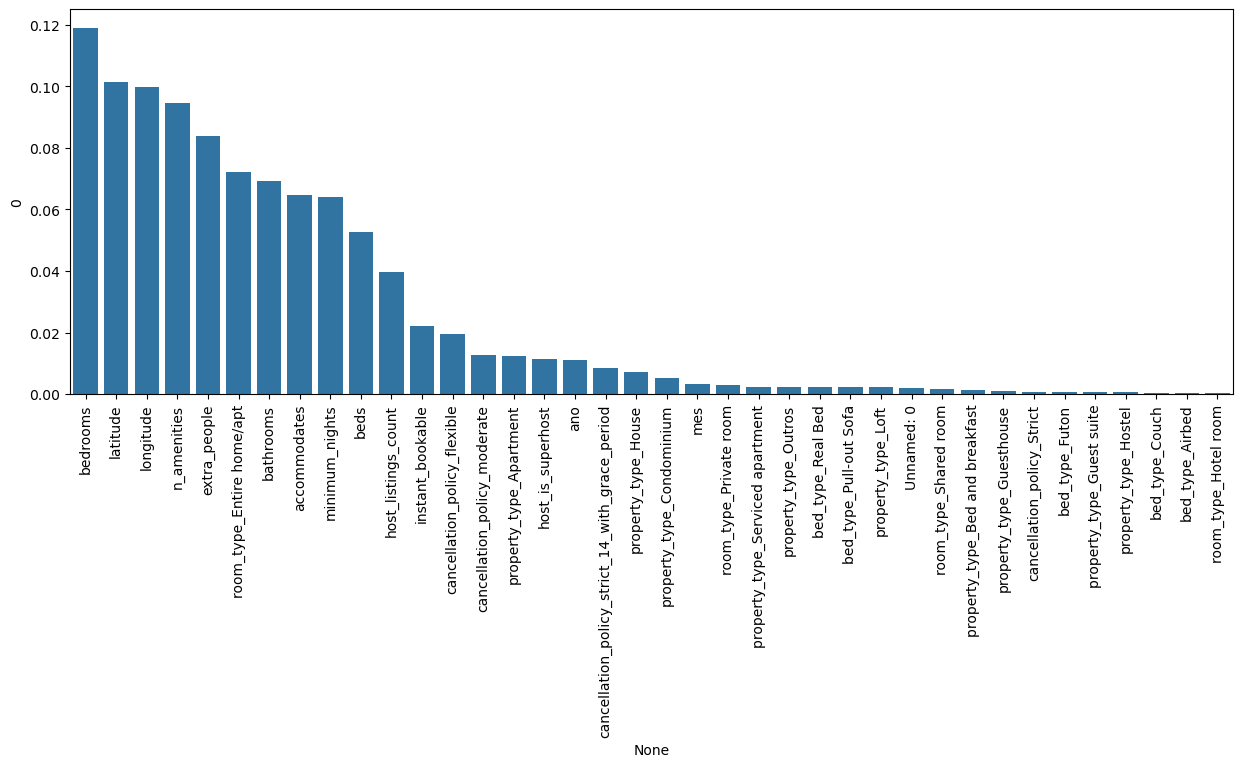 0.12
0.10
0.08
0.06
0.04
0.02
0.00
0
bedrooms
latitude
longitude
n_amenities
extra_people
room_type_Entire home/apt
bathrooms
accommodates
minimum_nights
beds
host_listings_count
instant_bookable
cancellation_policy_flexible
cancellation_policy_moderate
property_type_Apartment
host_is_superhost
ano
cancellation_policy_strict_14_with_grace_period
property_type_House
property_type_Condominium
mes
room_type_Private room
property_type_Serviced apartment
property_type_Outros
bed_type_Real Bed
bed_type_Pull-out Sofa
property_type_Loft
Unnamed: 0
room_type_Shared room
property_type_Bed and breakfast
property_type_Guesthouse
cancellation_policy_Strict
bed_type_Futon
property_type_Guest suite
property_type_Hostel
bed_type_Couch
bed_type_Airbed
room_type_Hotel room
None